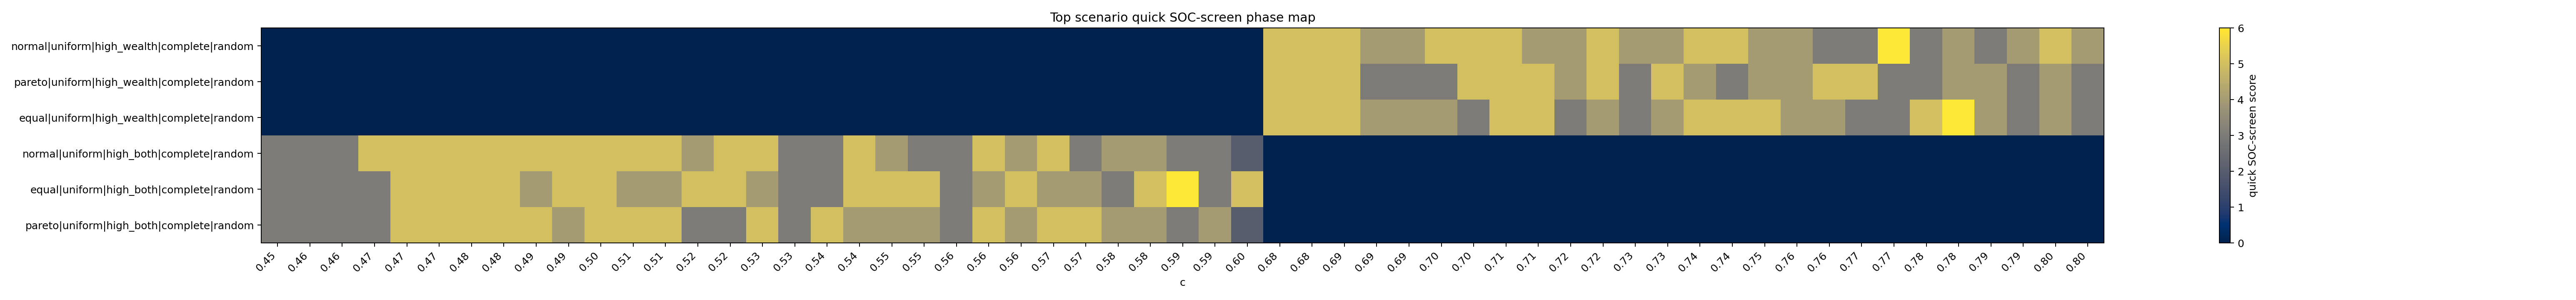 Top scenario quick SOC-screen phase map
normal|uniform|high_wealth|complete|random
pareto|uniform|high_wealth|complete|random
equal|uniform|high_wealth|complete|random
normal|uniform|high_both|complete|random
equal|uniform|high_both|complete|random
pareto|uniform|high_both|complete|random
0.45 0.46 0.46 0.47 0.47 0.47 0.48 0.48 0.49 0.49 0.50 0.51 0.51 0.52 0.52 0.53 0.53 0.54 0.54 0.55 0.55 0.56 0.56 0.56 0.57 0.57 0.58 0.58 0.59 0.59 0.60 0.68 0.68 0.69 0.69 0.69 0.70 0.70 0.71 0.71 0.72 0.72 0.73 0.73 0.74 0.74 0.75 0.76 0.76 0.77 0.77 0.78 0.78 0.79 0.79 0.80 0.80
c
6
5
4
3
2
1
0
quick SOC-screen score